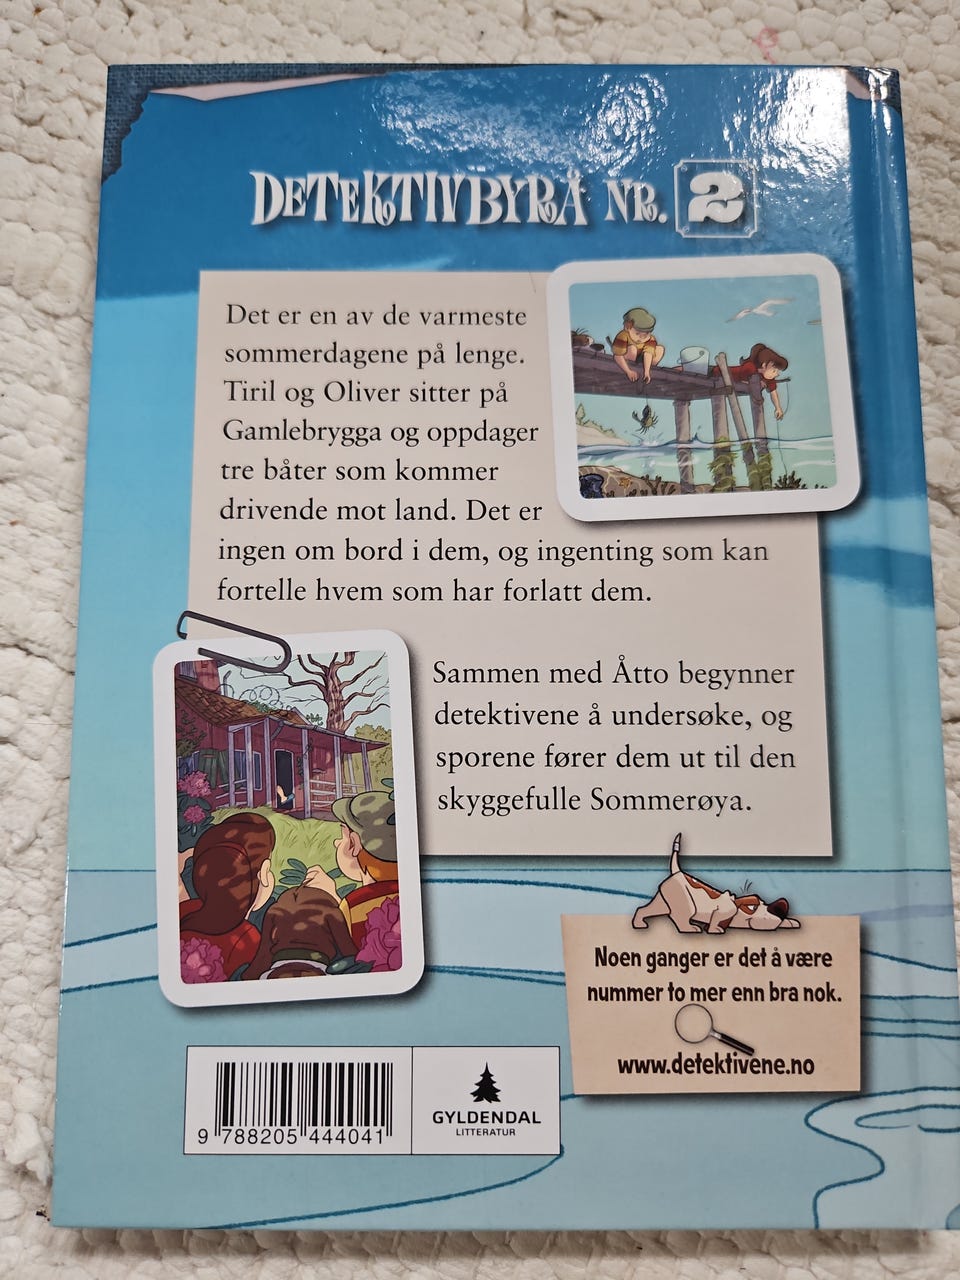 DETEKTIVBYRÅ NR. 2
Det er en av de varmeste
sommerdagene på lenge.
Tiril og Oliver sitter på
Gamlebrygga og oppdager
tre båter som kommer
drivende mot land. Det er
ingen om bord i dem, og ingenting som kan
fortelle hvem som har forlatt dem.
Sammen med Åtto begynner
detektivene å undersøke, og
sporene fører dem ut til den
skyggefulle Sommerøya.
Noen ganger er det å være
nummer to mer enn bra nok.
www.detektivene.no
9 788205 444041
GYLDENDAL
LITTERATUR